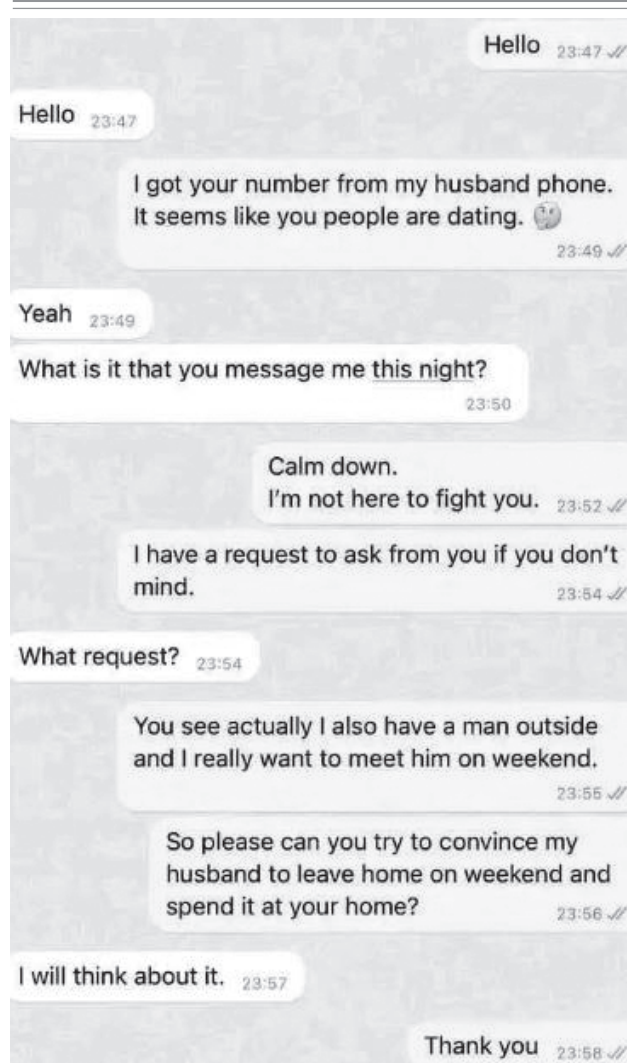 Hello 23:47
Hello 23:47
I got your number from my husband phone.
It seems like you people are dating. 🤔
23:49
Yeah 23:49
What is it that you message me this night?
23:50
Calm down.
I'm not here to fight you. 23:52
I have a request to ask from you if you don't
mind. 23:54
What request? 23:54
You see actually I also have a man outside
and I really want to meet him on weekend.
23:55
So please can you try to convince my
husband to leave home on weekend and
spend it at your home? 23:56
I will think about it. 23:57
Thank you 23:58